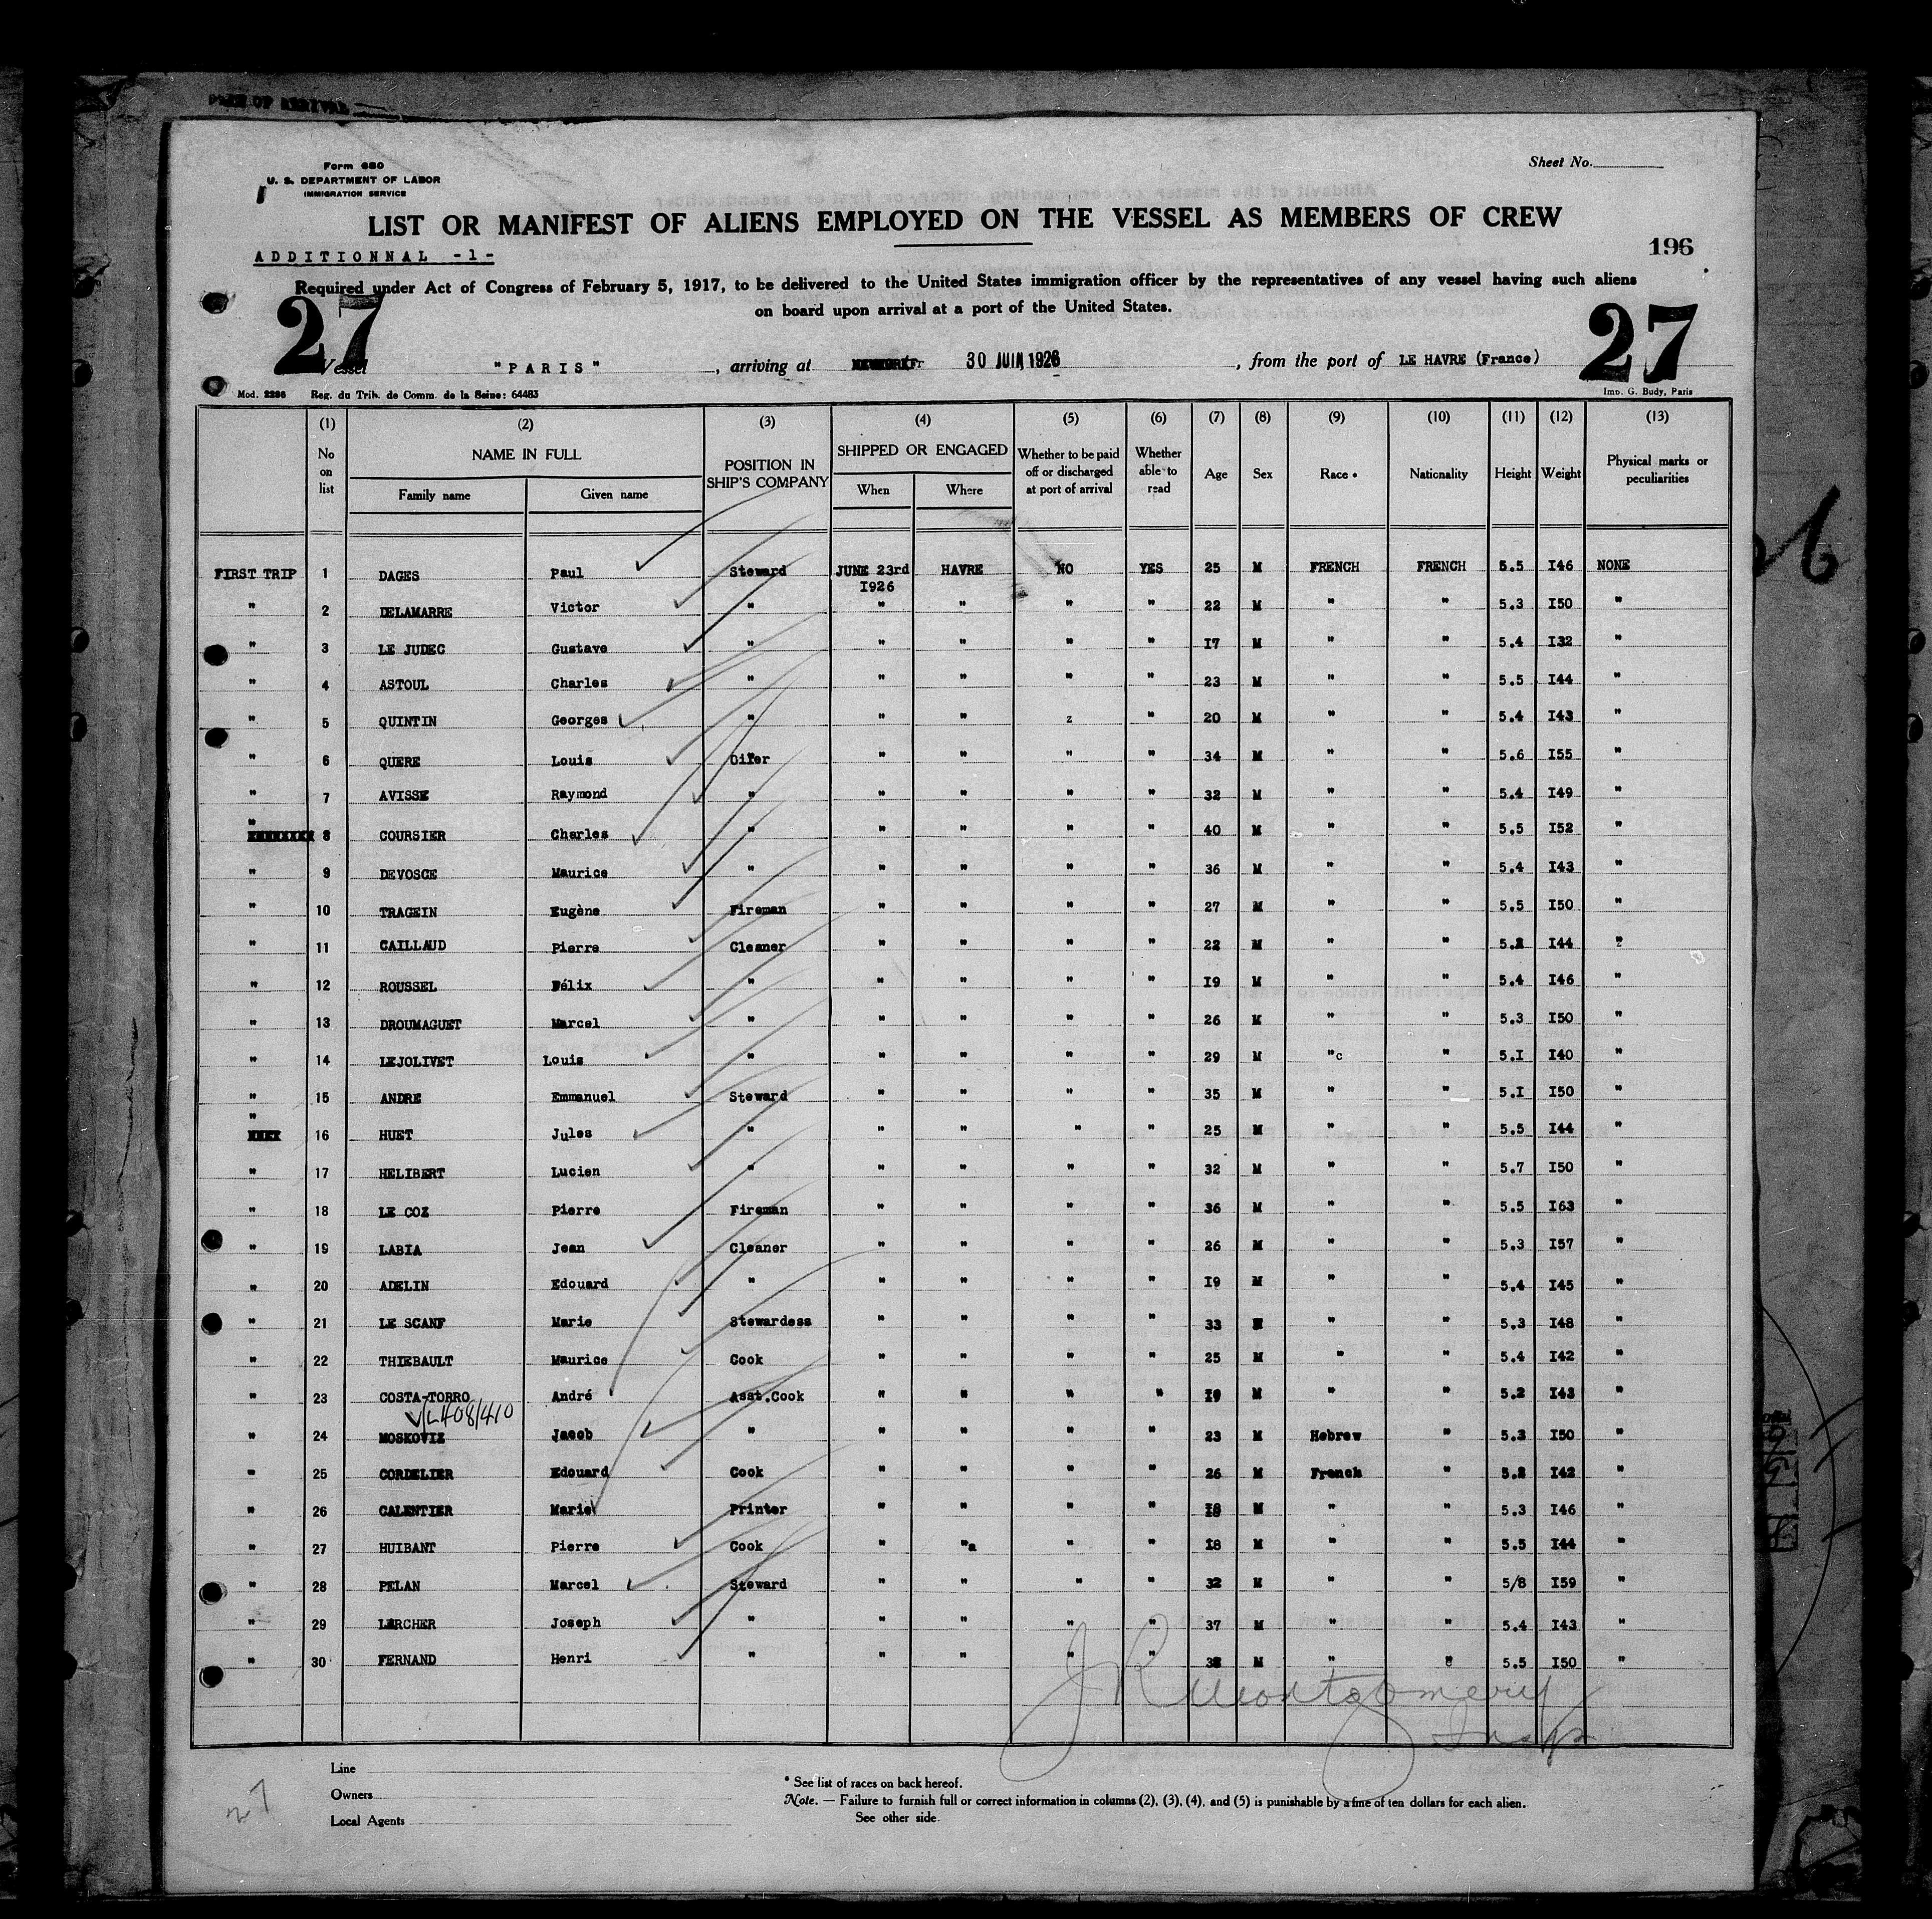 Form 680
U. S. DEPARTMENT OF LABOR
IMMIGRATION SERVICE
Sheet No.
LIST OR MANIFEST OF ALIENS EMPLOYED ON THE VESSEL AS MEMBERS OF CREW
ADDITIONNAL -1-
196
Required under Act of Congress of February 5, 1917, to be delivered to the United States immigration officer by the representatives of any vessel having such aliens
on board upon arrival at a port of the United States.
27
27
Vessel "PARIS", arriving at 30 JUIN 1926, from the port of LE HAVRE (France)
Mod. 2286 Reg. du Trib. de Comm. de la Seine: 64483
Imp. G. Budy, Paris
(1) (2) (3) (4) (5) (6) (7) (8) (9) (10) (11) (12) (13)
No on list NAME IN FULL Family name Given name POSITION IN SHIP'S COMPANY SHIPPED OR ENGAGED When Where Whether to be paid off or discharged at port of arrival Whether able to read Age Sex Race • Nationality Height Weight Physical marks or peculiarities
FIRST TRIP 1 DAGES Paul Steward JUNE 23rd 1926 HAVRE NO YES 25 M FRENCH FRENCH 5.5 I46 NONE
" 2 DELAMARRE Victor " " " " " 22 M " " 5.3 I50 "
" 3 LE JUDEC Gustave " " " " " I7 M " " 5.4 I32 "
" 4 ASTOUL Charles " " " " " 23 M " " 5.5 I44 "
" 5 QUINTIN Georges " " " z " 20 M " " 5.4 I43 "
" 6 QUERE Louis Oiler " " " " 34 M " " 5.6 I55 "
" 7 AVISSE Raymond " " " " " 32 M " " 5.4 I49 "
" 8 COURSIER Charles " " " " " 40 M " " 5.5 I52 "
" 9 DEVOSCE Maurice " " " " " 36 M " " 5.4 I43 "
" 10 TRAGEIN Eugène Fireman " " " " 27 M " " 5.5 I50 "
" 11 CAILLAUD Pierre Cleaner " " " " 22 M " " 5.2 I44 "
" 12 ROUSSEL Félix " " " " " I9 M " " 5.4 I46 "
" 13 DROUMAGUET Marcel " " " " " 26 M " " 5.3 I50 "
" 14 LEJOLIVET Louis " " " " " 29 M "c " 5.I I40 "
" 15 ANDRE Emmanuel Steward " " " " 35 M " " 5.I I50 "
" 16 HUET Jules " " " " " 25 M " " 5.5 I44 "
" 17 HELIBERT Lucien " " " " " 32 M " " 5.7 I50 "
" 18 LE COZ Pierre Fireman " " " " 36 M " " 5.5 I63 "
" 19 LABIA Jean Cleaner " " " " 26 M " " 5.3 I57 "
" 20 ADELIN Edouard " " " " " I9 M " " 5.4 I45 "
" 21 LE SCANF Marie Stewardess " " " " 33 " " 5.3 I48 "
" 22 THIEBAULT Maurice Cook " " " " 25 M " " 5.4 I42 "
" 23 COSTA-TORRO André Asst.Cook " " " " I9 M " " 5.2 I43 "
V/L408/410
" 24 MOSKOVIZ Jacob " " " " " 23 M Hebrew " 5.3 I50 "
" 25 CORDELIER Edouard Cook " " " " 26 M French " 5.2 I42 "
" 26 CALENTIER Marie Printer " " " " I8 M " " 5.3 I46 "
" 27 HUIBANT Pierre Cook " "a " " I8 M " " 5.5 I44 "
" 28 PELAN Marcel Steward " " " " 32 M " " 5/8 I59 "
" 29 LERCHER Joseph " " " " " 37 M " " 5.4 I43 "
" 30 FERNAND Henri " " " " " M " 5.5 I50 "
J R Montgomery
Insp
Line
Owners
Local Agents
* See list of races on back hereof.
Note. — Failure to furnish full or correct information in columns (2), (3), (4), and (5) is punishable by a fine of ten dollars for each alien.
See other side.
27